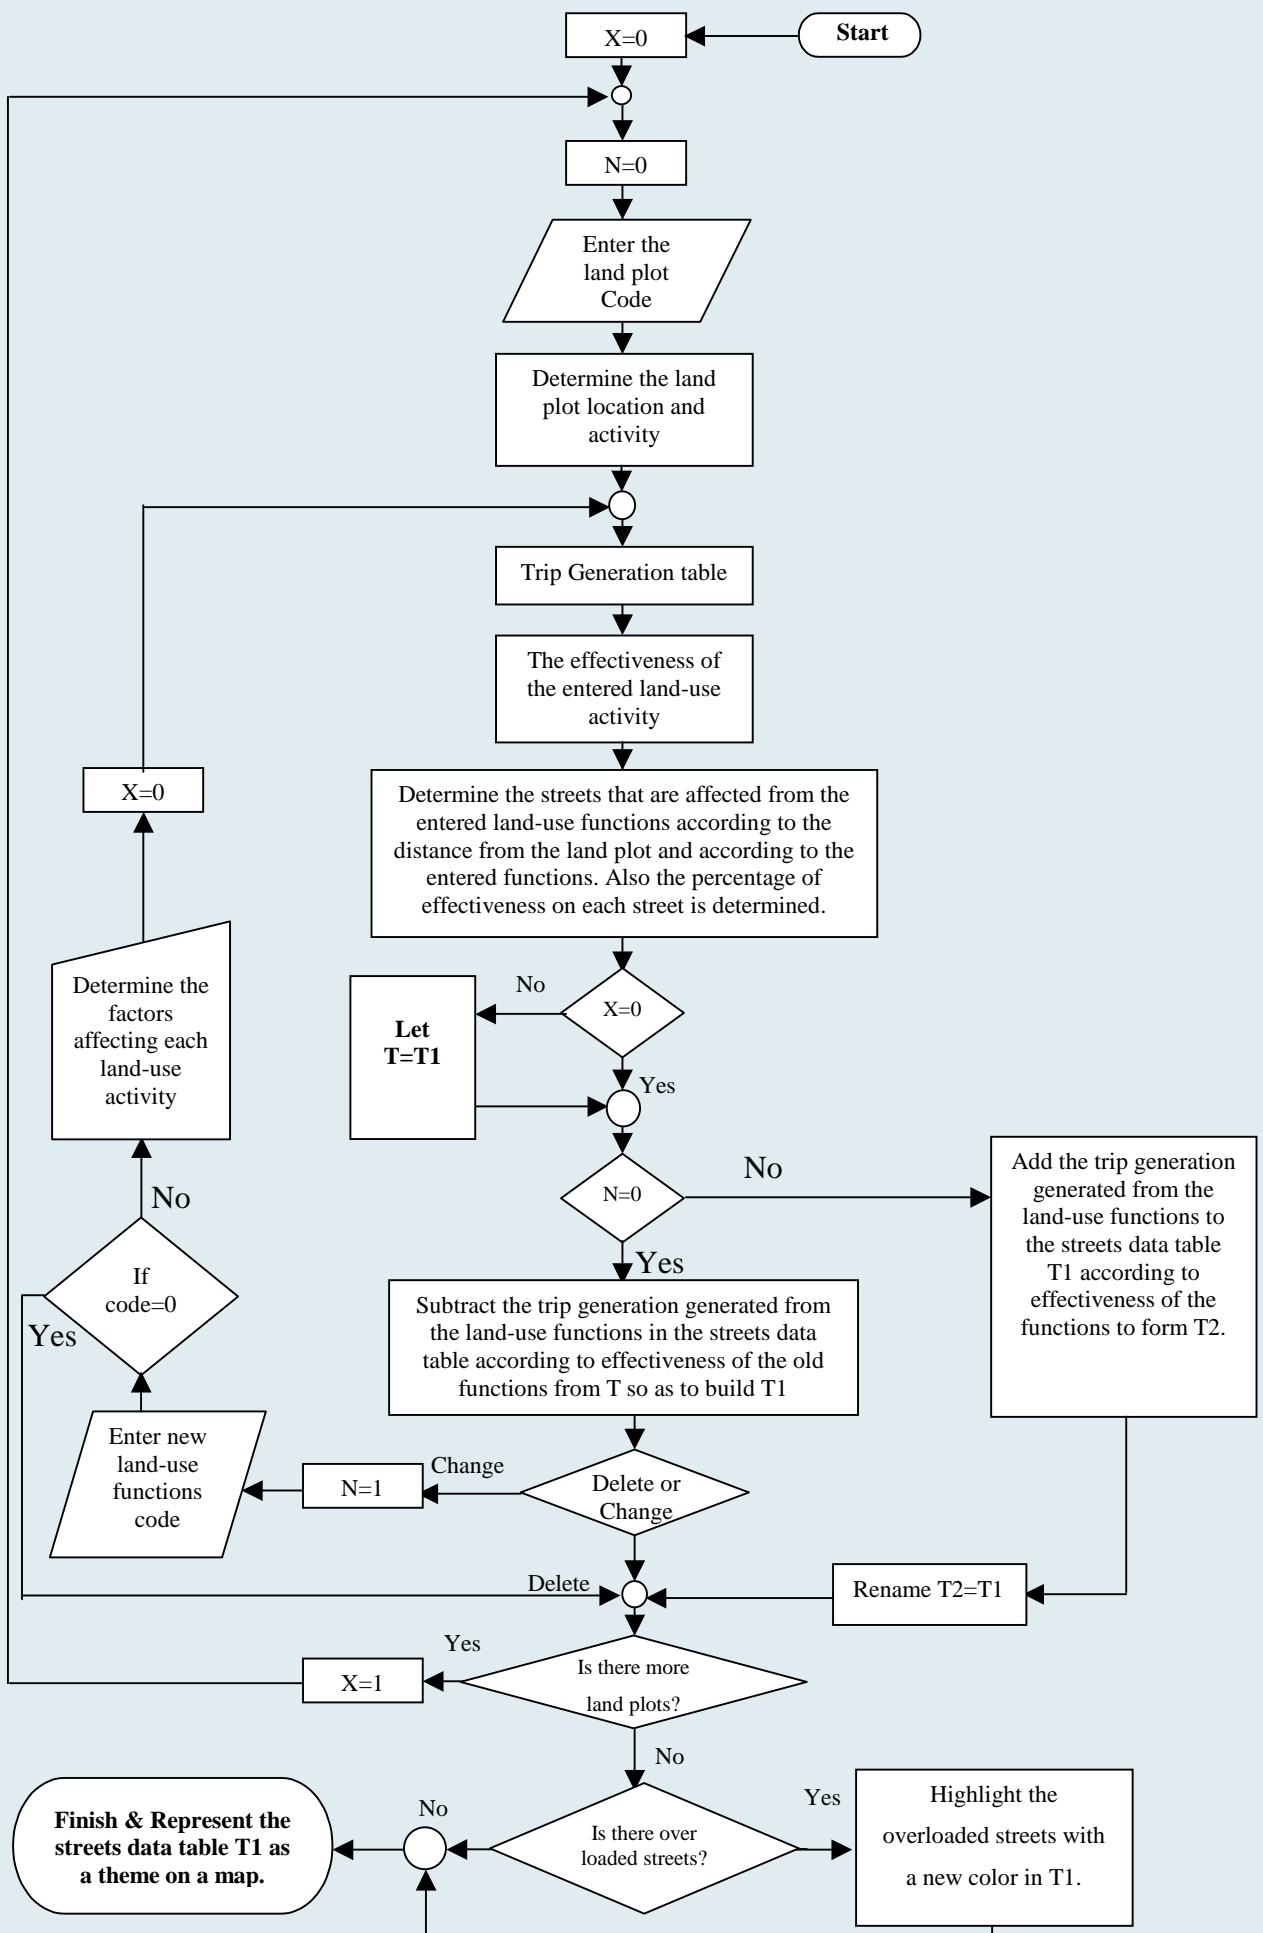 Start
X=0
N=0
Enter the
land plot
Code
Determine the land
plot location and
activity
Trip Generation table
The effectiveness of
the entered land-use
activity
X=0
Determine the streets that are affected from the
entered land-use functions according to the
distance from the land plot and according to the
entered functions. Also the percentage of
effectiveness on each street is determined.
Determine the
factors
affecting each
land-use
activity
No
X=0
Let
T=T1
Yes
No
N=0
Add the trip generation
generated from the
land-use functions to
the streets data table
T1 according to
effectiveness of the
functions to form T2.
No
Yes
If
code=0
Yes
Subtract the trip generation generated from
the land-use functions in the streets data
table according to effectiveness of the old
functions from T so as to build T1
Enter new
land-use
functions
code
Change
N=1
Delete or
Change
Delete
Rename T2=T1
Yes
X=1
Is there more
land plots?
No
Yes
Highlight the
overloaded streets with
a new color in T1.
No
Is there over
loaded streets?
Finish & Represent the
streets data table T1 as
a theme on a map.